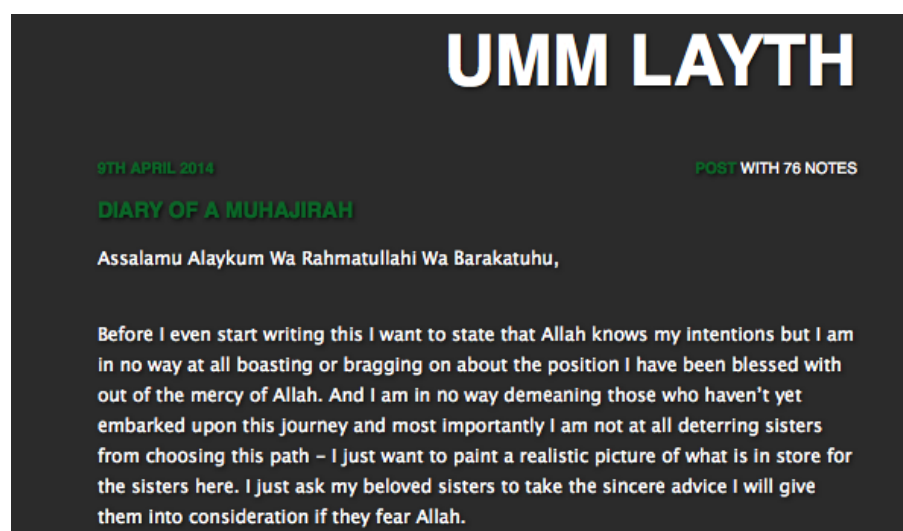 UMM LAYTH
9TH APRIL 2014 POST WITH 76 NOTES
DIARY OF A MUHAJIRAH
Assalamu Alaykum Wa Rahmatullahi Wa Barakatuhu,
Before I even start writing this I want to state that Allah knows my intentions but I am
in no way at all boasting or bragging on about the position I have been blessed with
out of the mercy of Allah. And I am in no way demeaning those who haven't yet
embarked upon this journey and most importantly I am not at all deterring sisters
from choosing this path – I just want to paint a realistic picture of what is in store for
the sisters here. I just ask my beloved sisters to take the sincere advice I will give
them into consideration if they fear Allah.